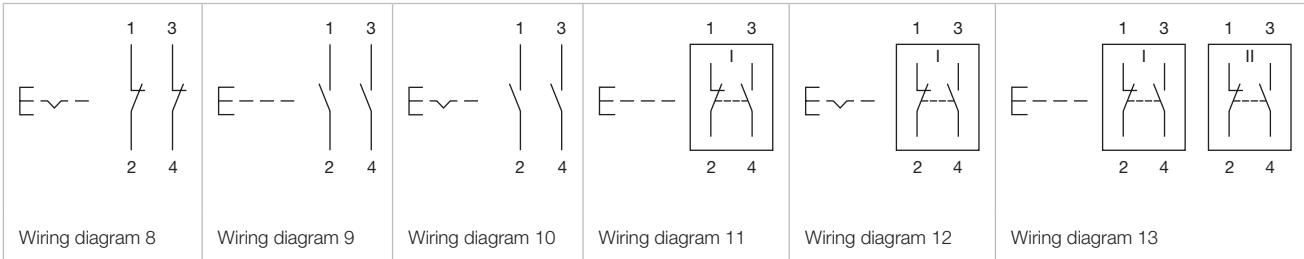 1 3
2 4
Wiring diagram 8
1 3
2 4
Wiring diagram 9
1 3
2 4
Wiring diagram 10
1 3
I
2 4
Wiring diagram 11
1 3
I
2 4
Wiring diagram 12
1 3 1 3
I II
2 4 2 4
Wiring diagram 13